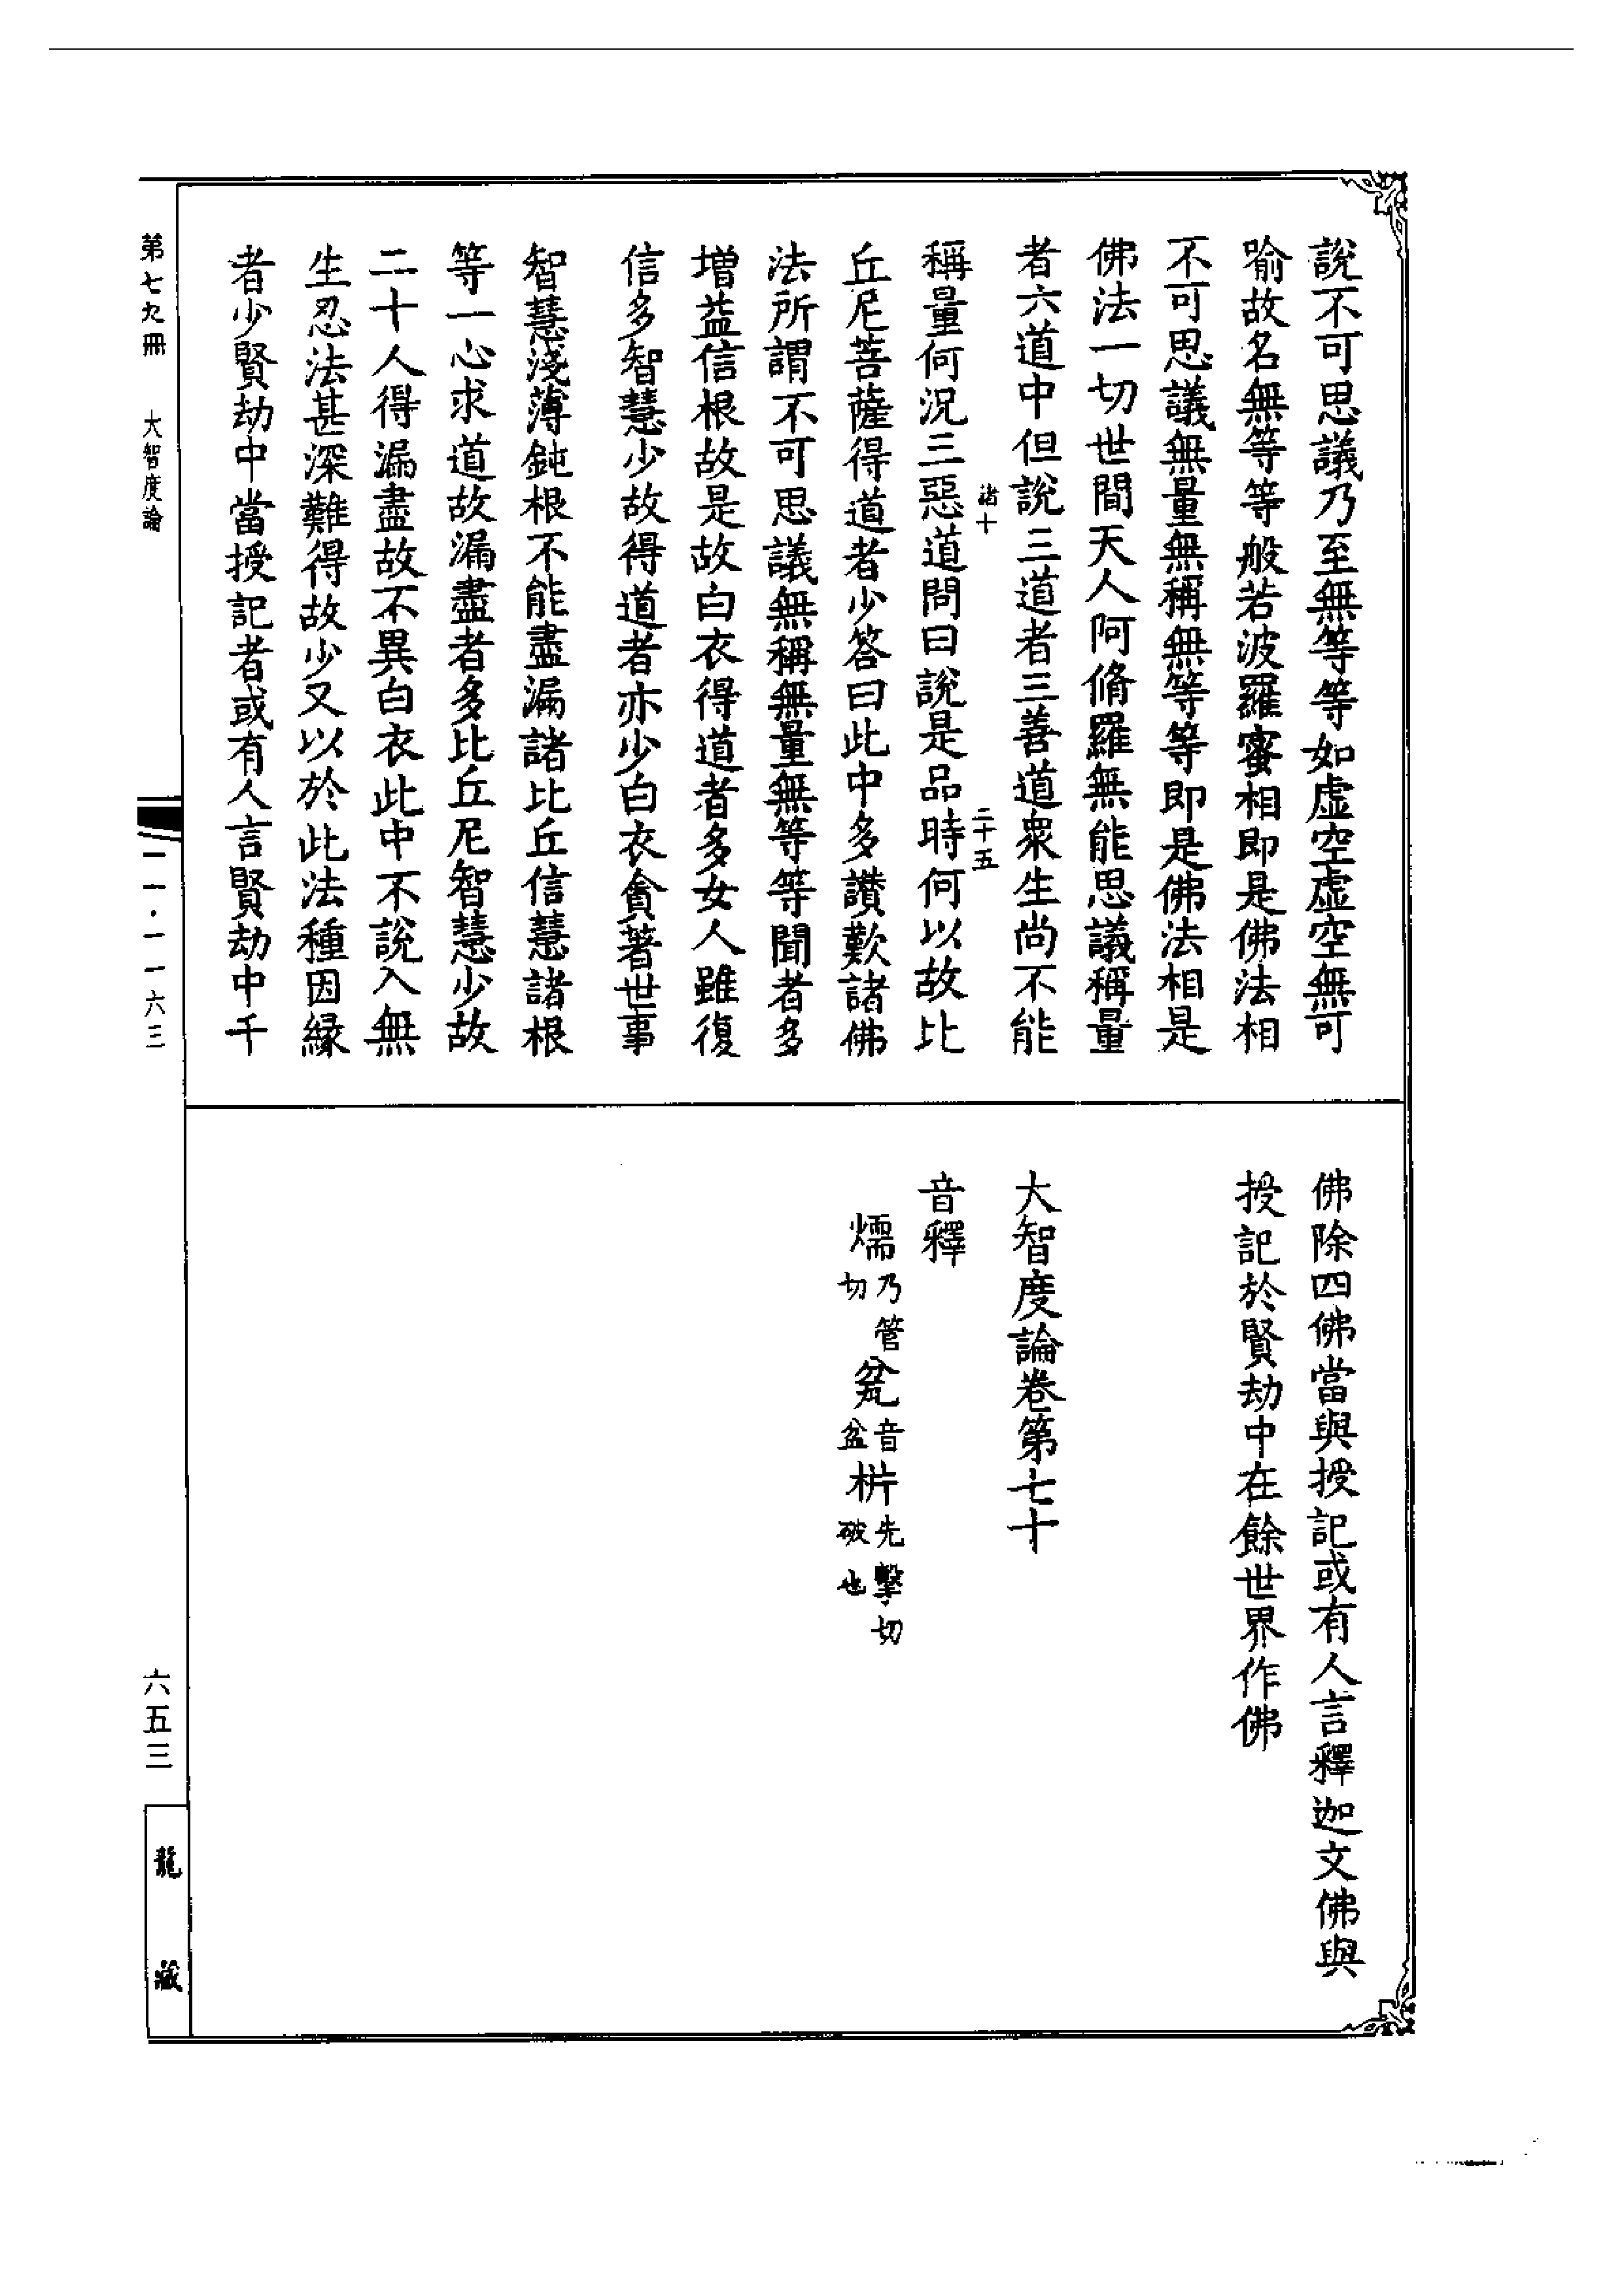 說不可思議乃至無等等如虛空虛空無可
喻故名無等等般若波羅蜜相即是佛法相
不可思議無量無稱無等等即是佛法相是
佛法一切世間天人阿脩羅無能思議稱量
者六道中但說三道者三善道衆生尚不能
諸十
二十五
稱量何況三惡道問曰說是品時何以故比
丘尼菩薩得道者少答曰此中多讚歎諸佛
法所謂不可思議無稱無量無等等聞者多
增益信根故是故白衣得道者多女人雖復
信多智慧少故得道者亦少白衣貪著世事
智慧淺薄鈍根不能盡漏諸比丘信慧諸根
等一心求道故漏盡者多比丘尼智慧少故
二十人得漏盡故不異白衣此中不說入無
生忍法甚深難得故少又以於此法種因緣
者少賢劫中當授記者或有人言賢劫中千
佛除四佛當與授記或有人言釋迦文佛與
授記於賢劫中在餘世界作佛
大智度論卷第七十
音釋
燸乃管切瓫音盆㭊先擊切破也
第七九冊 大智度論
一一·一一六三
六五三
龍藏